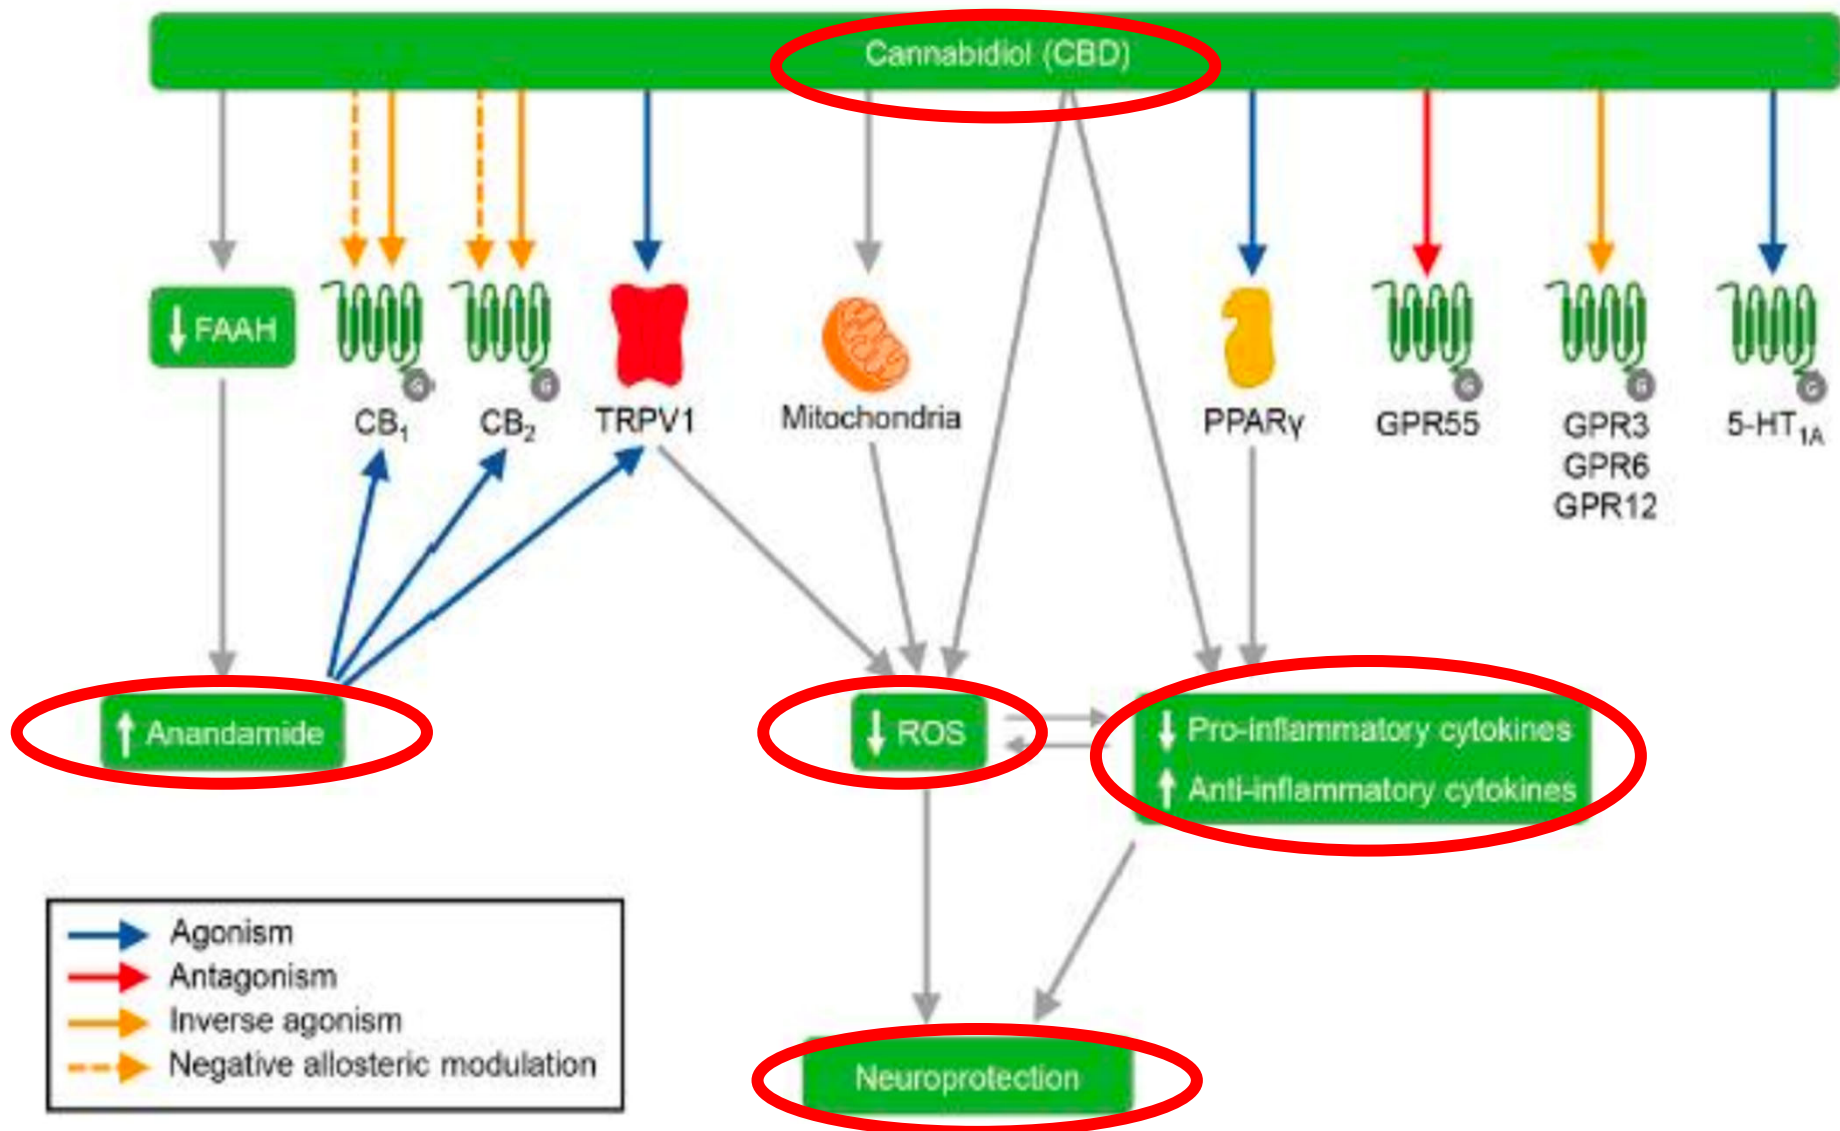 Cannabidiol (CBD)
↓ FAAH
G
G
G
G
G
CB₁
CB₂
TRPV1
Mitochondria
PPARγ
GPR55
GPR3
GPR6
GPR12
5-HT₁A
↑ Anandamide
↓ ROS
↓ Pro-inflammatory cytokines
↑ Anti-inflammatory cytokines
Agonism
Antagonism
Inverse agonism
Negative allosteric modulation
Neuroprotection